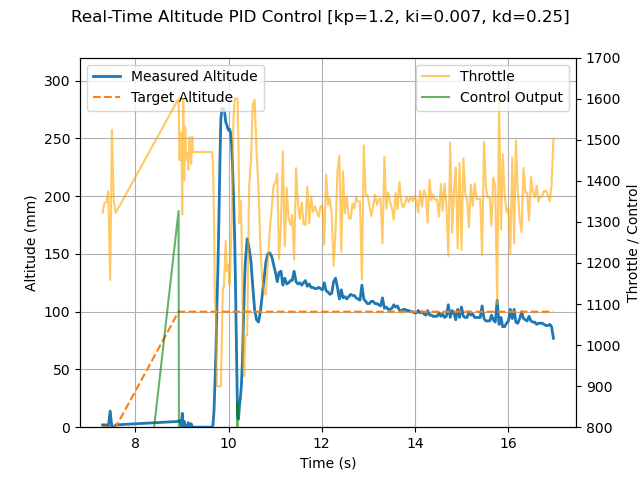 Real-Time Altitude PID Control [kp=1.2, ki=0.007, kd=0.25]
Measured Altitude
Target Altitude
Throttle
Control Output
Altitude (mm)
300
250
200
150
100
50
0
1700
1600
1500
1400
1300
1200
1100
1000
900
800
Throttle / Control
8
10
12
14
16
Time (s)